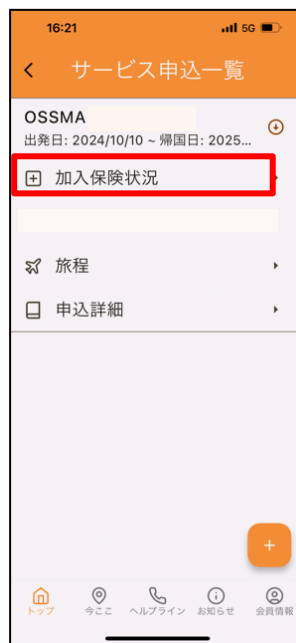 16:21
5G
サービス申込一覧
OSSMA
出発日: 2024/10/10 ~ 帰国日: 2025...
加入保険状況
旅程
申込詳細
トップ 今ここ ヘルプライン お知らせ 会員情報